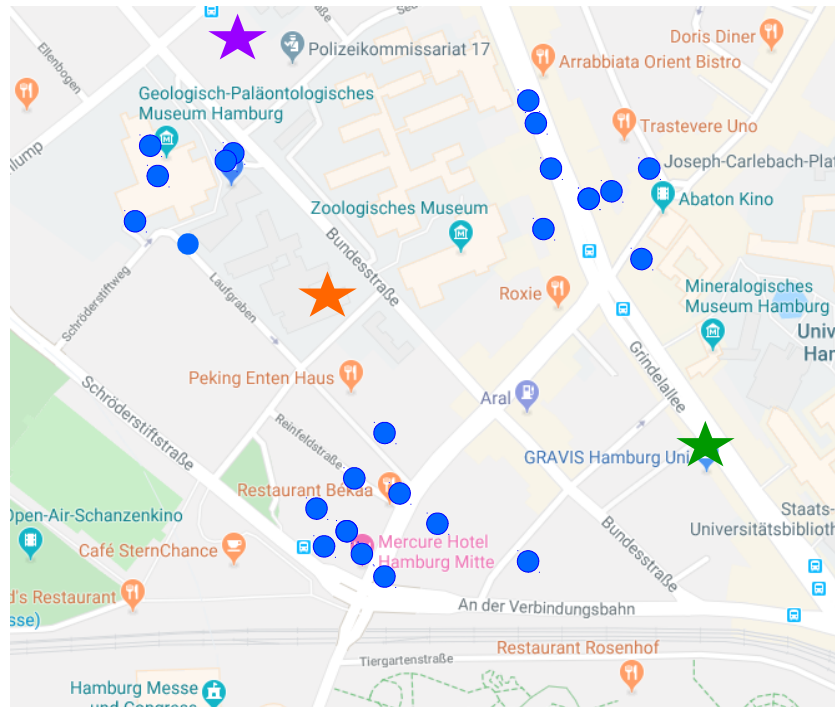 Ellenbogen
Polizeikommissariat 17
Doris Diner
Arrabbiata Orient Bistro
Geologisch-Paläontologisches
Museum Hamburg
Trastevere Uno
Joseph-Carlebach-Plat
Abaton Kino
Zoologisches Museum
Bundesstraße
Schröderstiftweg
Laufgraben
Roxie
Mineralogisches
Museum Hamburg
Univ
Har
Grindelallee
Peking Enten Haus
Aral
Schröderstiftstraße
Reinfeldstraße
GRAVIS Hamburg Uni
Restaurant Bekaa
Open-Air-Schanzenkino
Staats-
Universitätsbiblioth
Bundesstraße
Café SternChance
Mercure Hotel
Hamburg Mitte
d's Restaurant
sse)
An der Verbindungsbahn
Restaurant Rosenhof
Tiergartenstraße
Hamburg Messe
und Congress